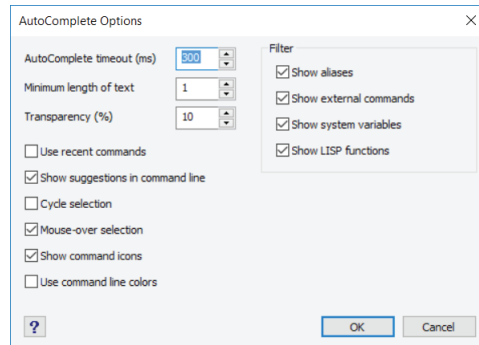 AutoComplete Options
AutoComplete timeout (ms) 300
Minimum length of text 1
Transparency (%) 10
Use recent commands
Show suggestions in command line
Cycle selection
Mouse-over selection
Show command icons
Use command line colors
Filter
Show aliases
Show external commands
Show system variables
Show LISP functions
?
OK
Cancel